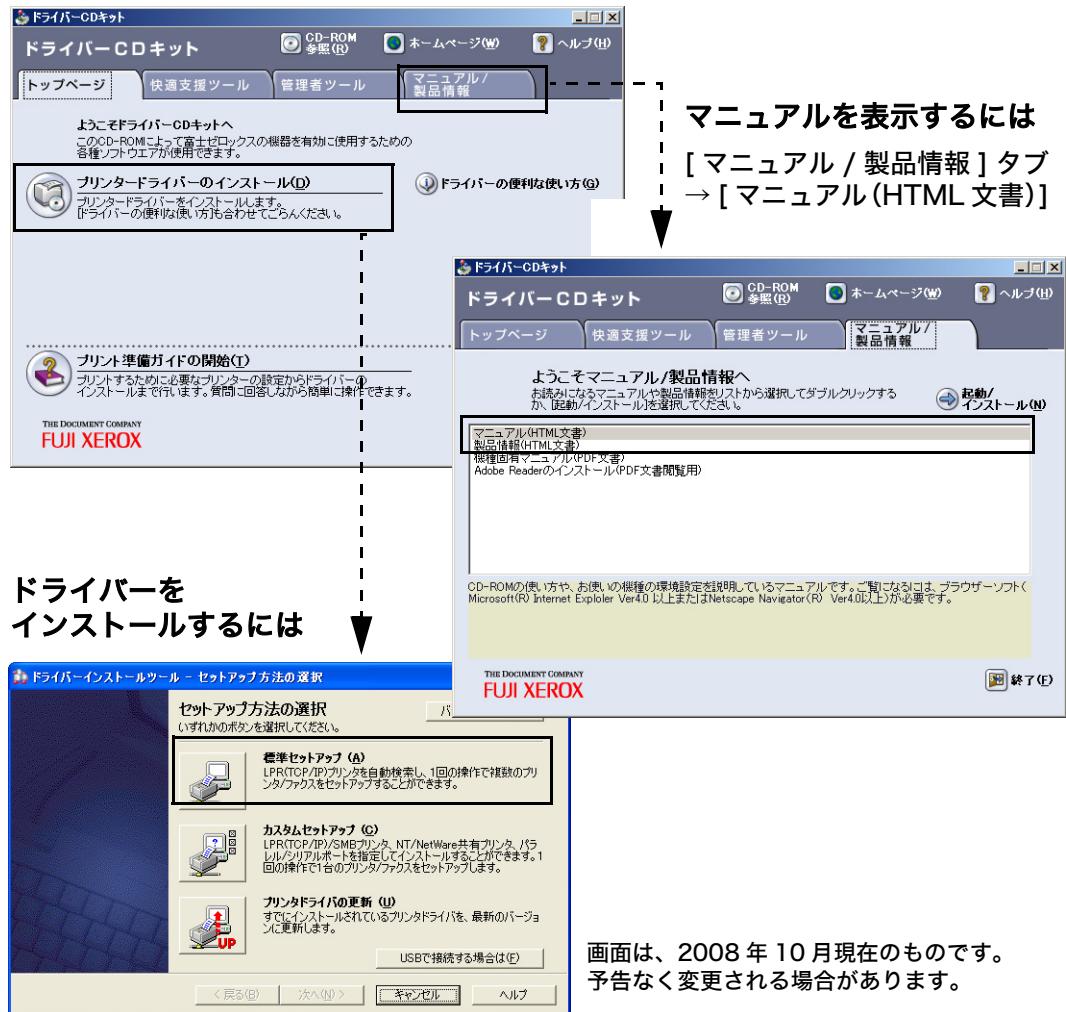 ドライバーCDキット
ドライバーＣＤキット
CD-ROM
参照(R)
ホームページ(W)
ヘルプ(H)
トップページ
快適支援ツール
管理者ツール
マニュアル/
製品情報
ようこそドライバーCDキットへ
このCD-ROMによって富士ゼロックスの機器を有効に使用するための
各種ソフトウエアが使用できます。
プリンタードライバーのインストール(D)
プリンタードライバーをインストールします。
[ドライバーの便利な使い方]も合わせてごらんください。
ドライバーの便利な使い方(G)
プリント準備ガイドの開始(T)
プリントするために必要なプリンターの設定からドライバーの
インストールまで行います。質問に回答しながら簡単に操作できます。
THE DOCUMENT COMPANY
FUJI XEROX
マニュアルを表示するには
[ マニュアル / 製品情報 ] タブ
→ [ マニュアル（HTML 文書）]
ドライバーCDキット
ドライバーＣＤキット
CD-ROM
参照(R)
ホームページ(W)
ヘルプ(H)
トップページ
快適支援ツール
管理者ツール
マニュアル/
製品情報
ようこそマニュアル/製品情報へ
お読みになるマニュアルや製品情報をリストから選択してダブルクリックする
か、[起動/インストール]を選択してください。
起動/
インストール(N)
マニュアル(HTML文書)
製品情報(HTML文書)
機種固有マニュアル(PDF文書)
Adobe Readerのインストール(PDF文書閲覧用)
CD-ROMの使い方や、お使いの機種の環境設定を説明しているマニュアルです。ご覧になるには、ブラウザーソフト(
Microsoft(R) Internet Exploler Ver4.0 以上またはNetscape Navigator(R) Ver4.0以上)が必要です。
THE DOCUMENT COMPANY
FUJI XEROX
終了(E)
ドライバーを
インストールするには
ドライバーインストールツール - セットアップ方法の選択
セットアップ方法の選択
いずれかのボタンを選択してください。
バ
標準セットアップ (A)
LPR(TCP/IP)プリンタを自動検索し、1回の操作で複数のプリ
ンタ/ファクスをセットアップすることができます。
カスタムセットアップ (C)
LPR(TCP/IP)/SMBプリンタ、NT/NetWare共有プリンタ、パラ
レル/シリアルポートを指定してインストールすることができます。1
回の操作で1台のプリンタ/ファクスをセットアップします。
プリンタドライバの更新 (U)
すでにインストールされているプリンタドライバを、最新のバージョ
ンに更新します。
UP
USBで接続する場合は(F)
< 戻る(B)
次へ(N) >
キャンセル
ヘルプ
画面は、2008 年 10 月現在のものです。
予告なく変更される場合があります。